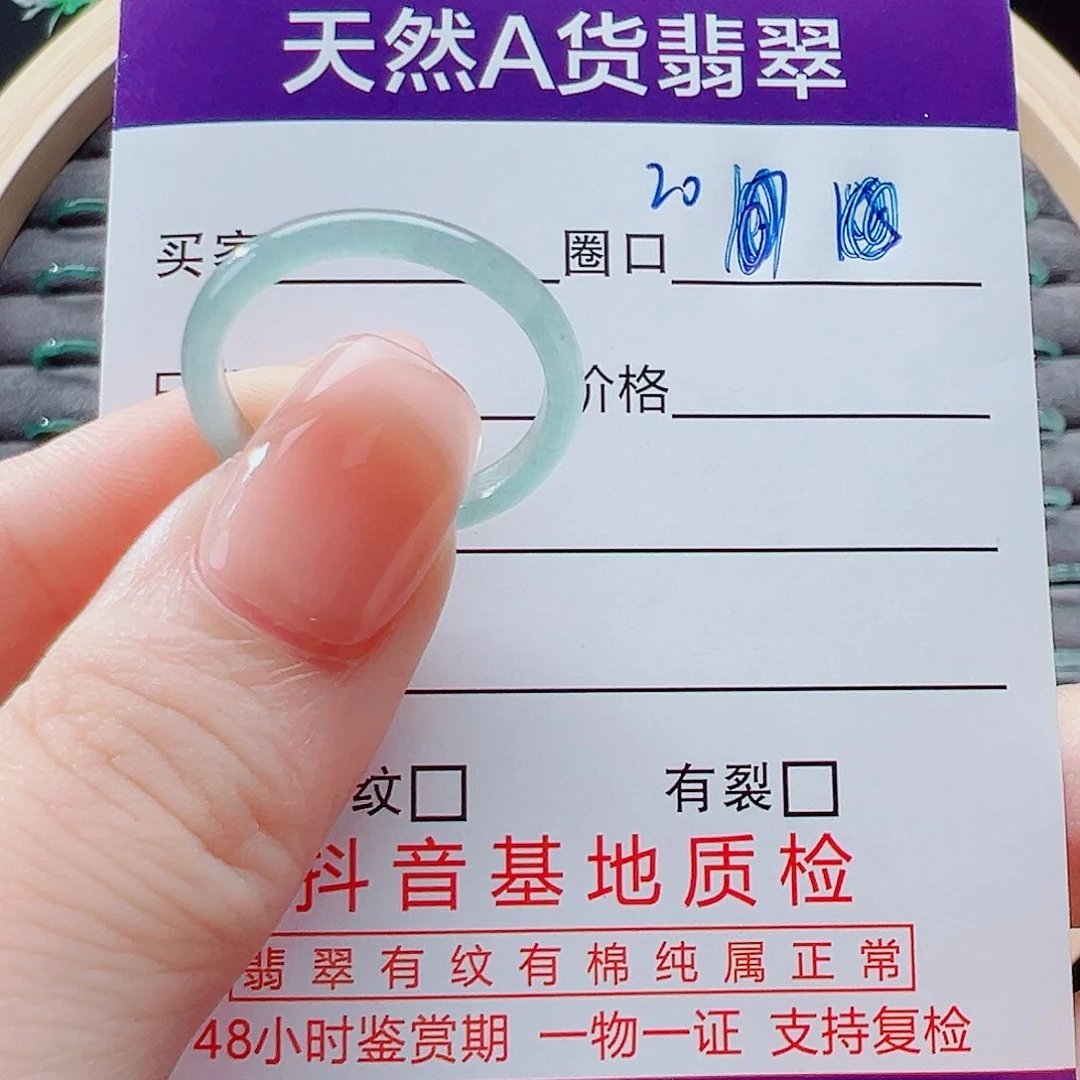 天然A货翡翠
20
买家 圈口
价格
纹□ 有裂□
抖音基地质检
翡翠有纹有棉纯属正常
48小时鉴赏期 一物一证 支持复检